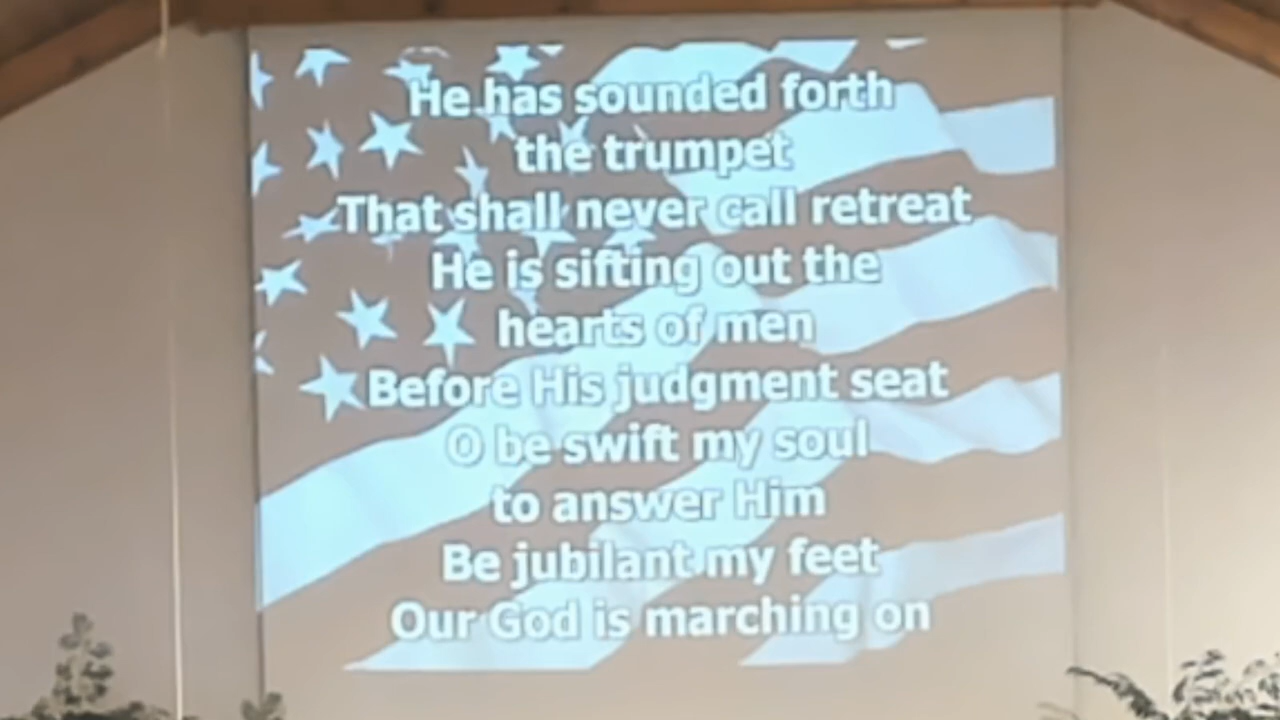 He has sounded forth
the trumpet
That shall never call retreat
He is sifting out the
hearts of men
Before His judgment seat
O be swift my soul
to answer Him
Be jubilant my feet
Our God is marching on